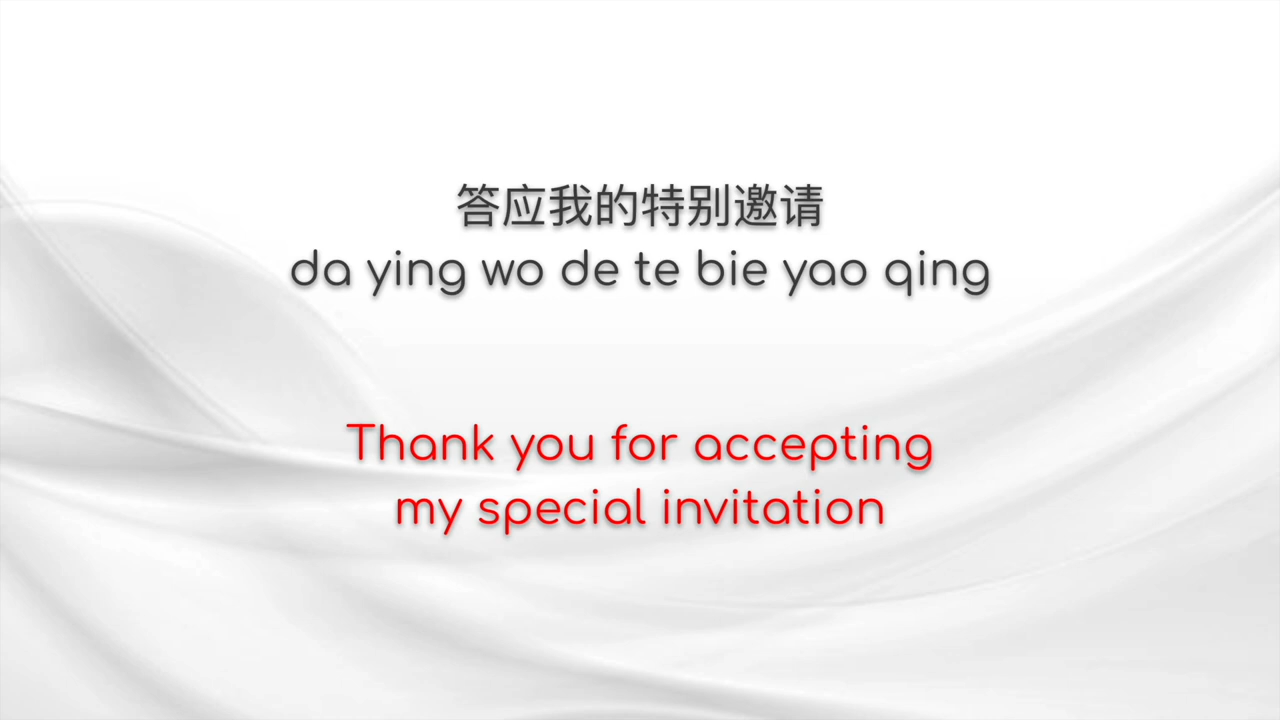 答应我的特别邀请
da ying wo de te bie yao qing
Thank you for accepting
my special invitation